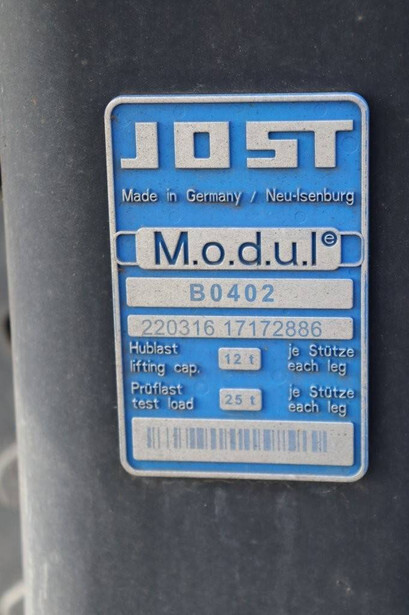 JOST
Made in Germany / Neu-Isenburg
M.o.d.u.l e
B0402
220316 17172886
Hublast 12 t je Stütze
lifting cap. each leg
Prüflast 25 t je Stütze
test load each leg